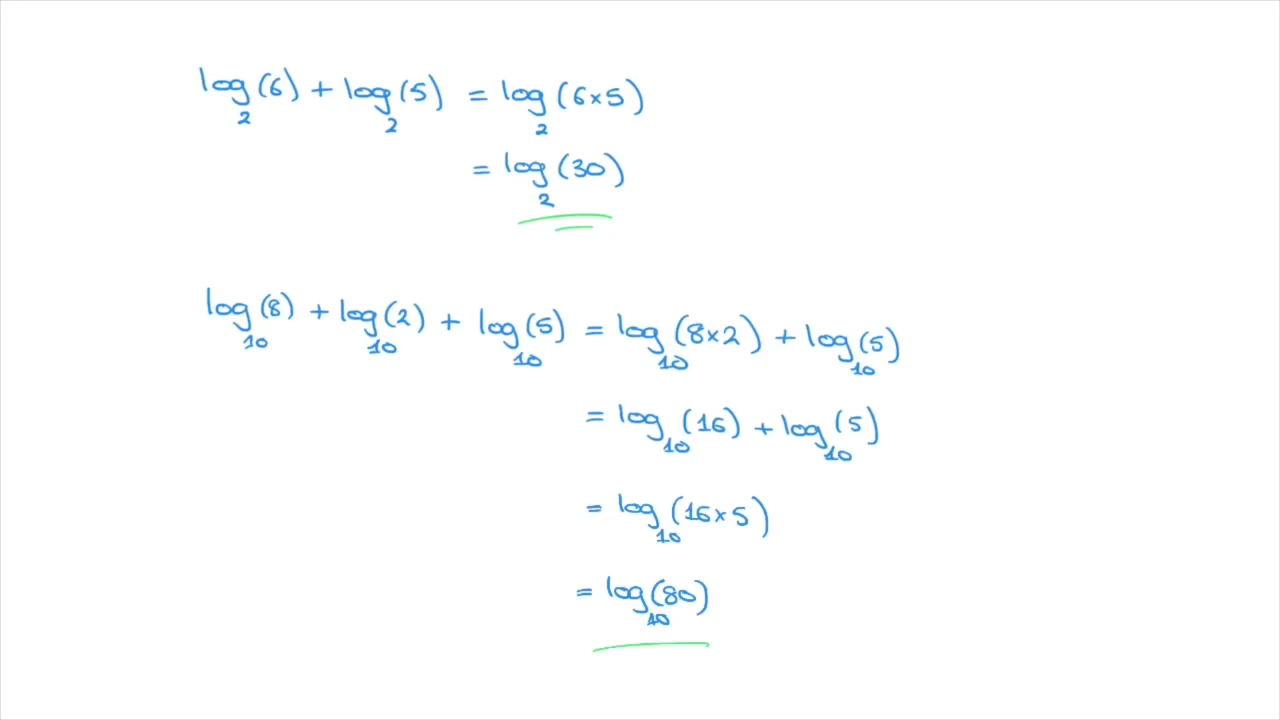 log₂(6) + log₂(5) = log₂(6×5)
= log₂(30)
log₁₀(8) + log₁₀(2) + log₁₀(5) = log₁₀(8×2) + log₁₀(5)
= log₁₀(16) + log₁₀(5)
= log₁₀(16×5)
= log₁₀(80)